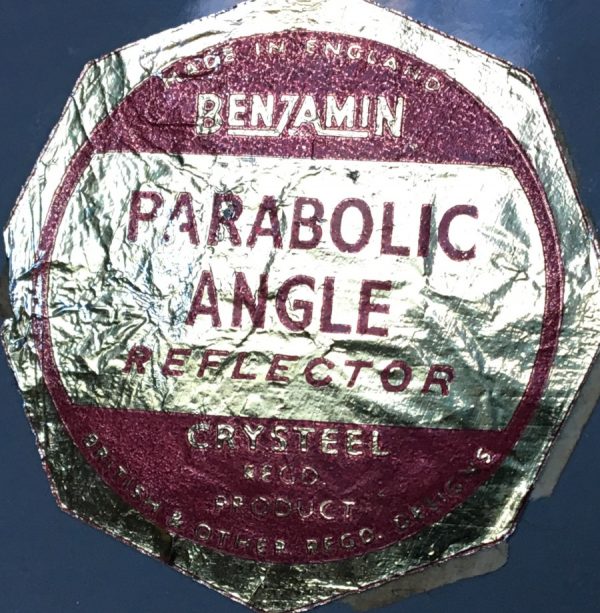 MADE IN ENGLAND
BENJAMIN
PARABOLIC
ANGLE
REFLECTOR
CRYSTEEL
REGD.
PRODUCT
BRITISH & OTHER REGD. DESIGNS